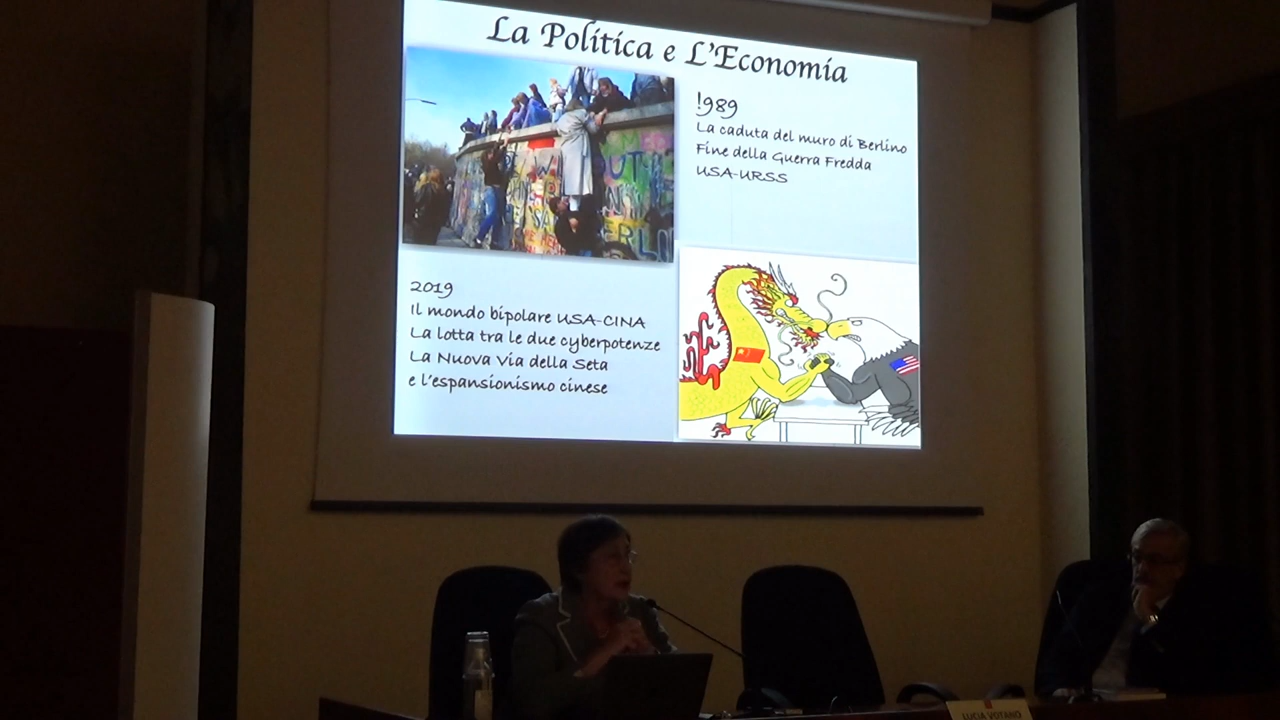 La Politica e L'Economia
!989
La caduta del muro di Berlino
Fine della Guerra Fredda
USA-URSS
2019
Il mondo bipolare USA-CINA
La lotta tra le due cyberpotenze
La Nuova Via della Seta
e l'espansionismo cinese
LUCIA VOTANO